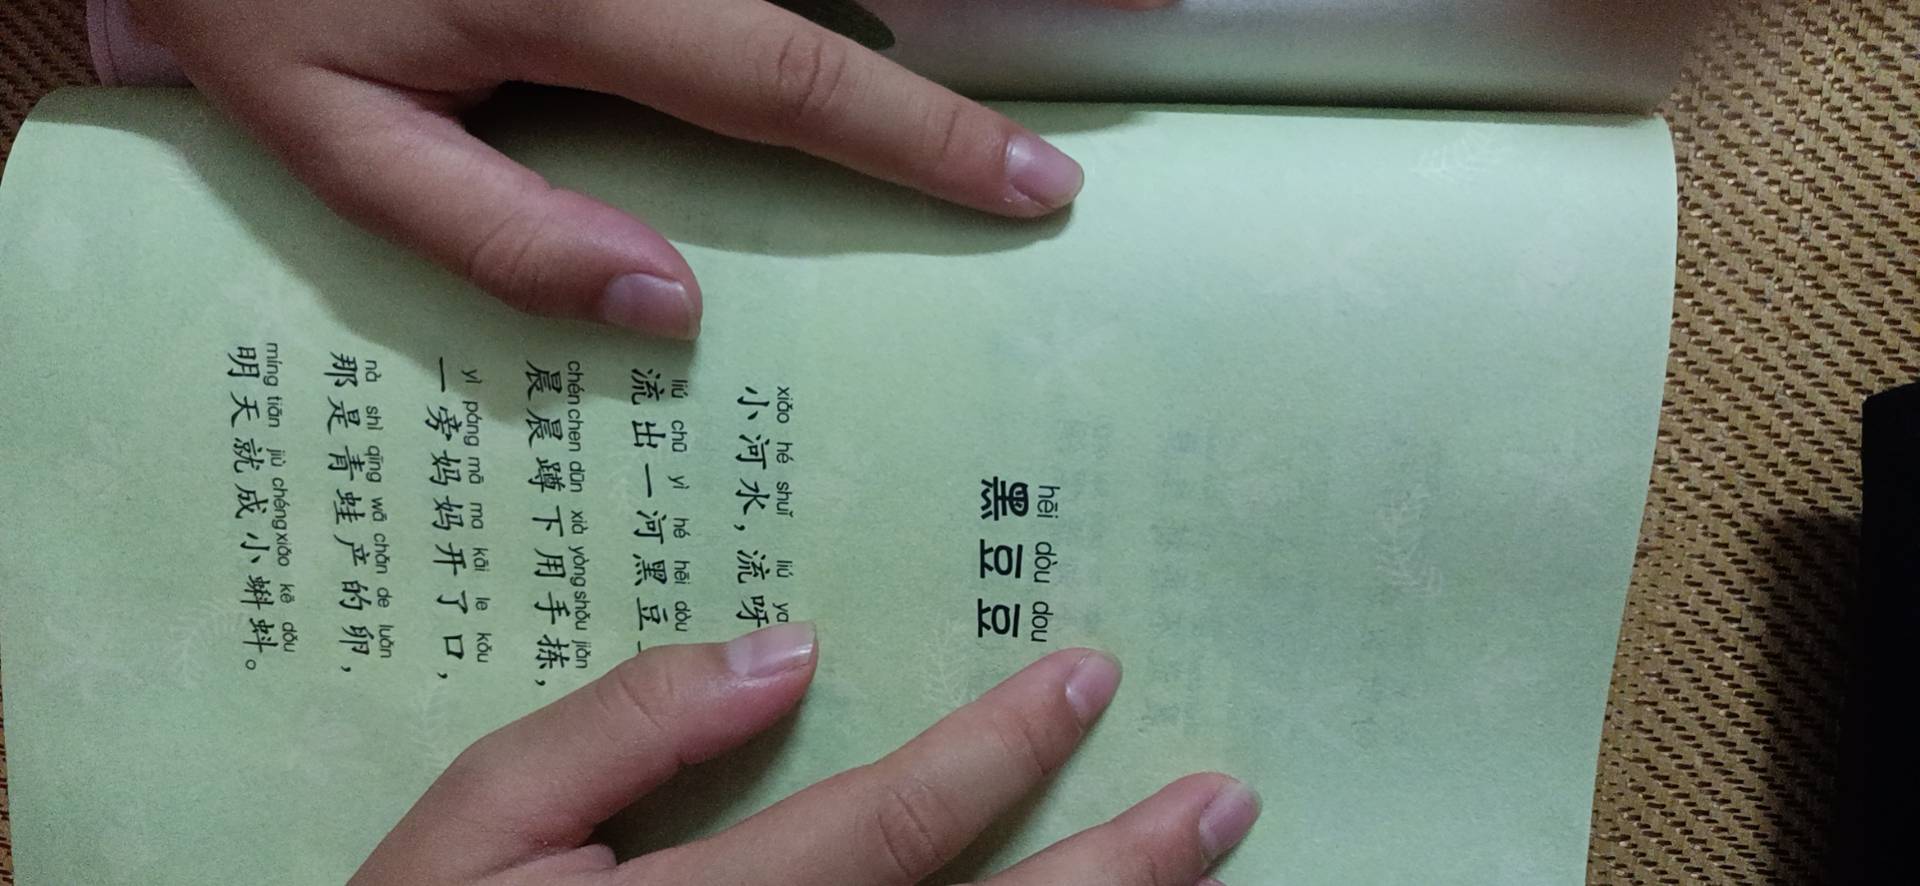 hēi dòu dou
黑豆豆
xiǎo hé shuǐ liú ya
小河水，流呀
liú chū yì hé hēi dòu
流出一河黑豆
chén chen dūn xià yòng shǒu jiǎn
晨晨蹲下用手拣，
yì páng mā ma kāi le kǒu
一旁妈妈开了口，
nà shì qīng wā chǎn de luǎn
那是青蛙产的卵，
míng tiān jiù chéng xiǎo kē dǒu
明天就成小蝌蚪。